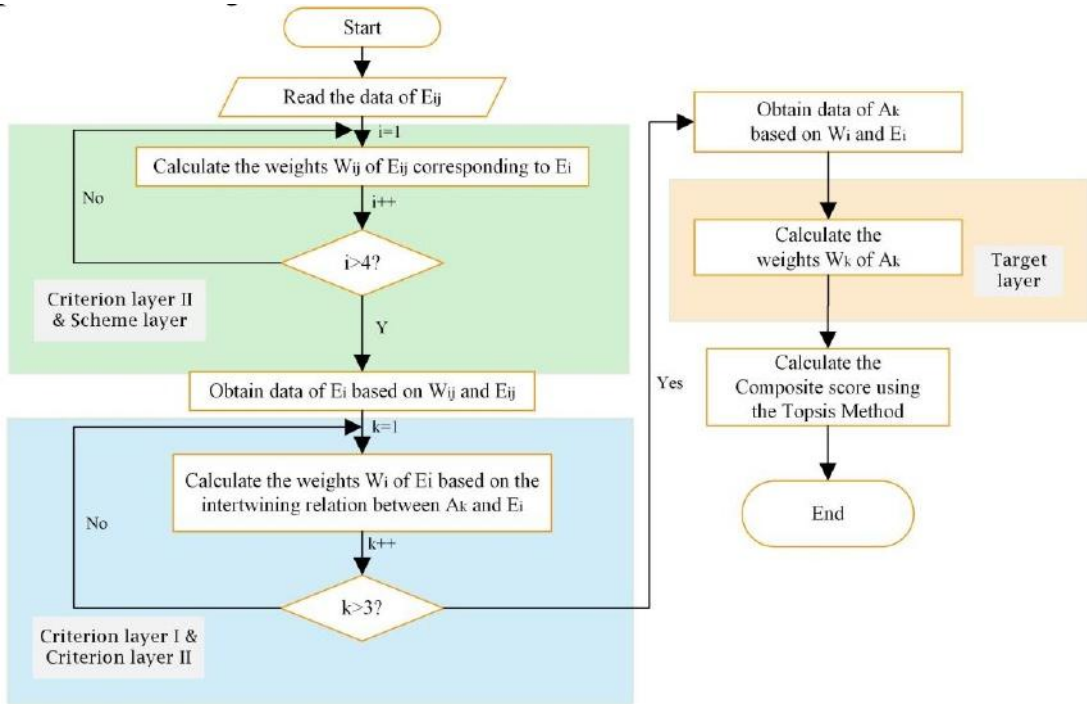 Start
Read the data of Eij
i=1
Calculate the weights Wij of Eij corresponding to Ei
No
i++
i>4?
Criterion layer II
& Scheme layer
Y
Obtain data of Ei based on Wij and Eij
k=1
Calculate the weights Wi of Ei based on the
intertwining relation between Ak and Ei
No
k++
k>3?
Criterion layer I &
Criterion layer II
Yes
Obtain data of Ak
based on Wi and Ei
Calculate the
weights Wk of Ak
Target
layer
Calculate the
Composite score using
the Topsis Method
End